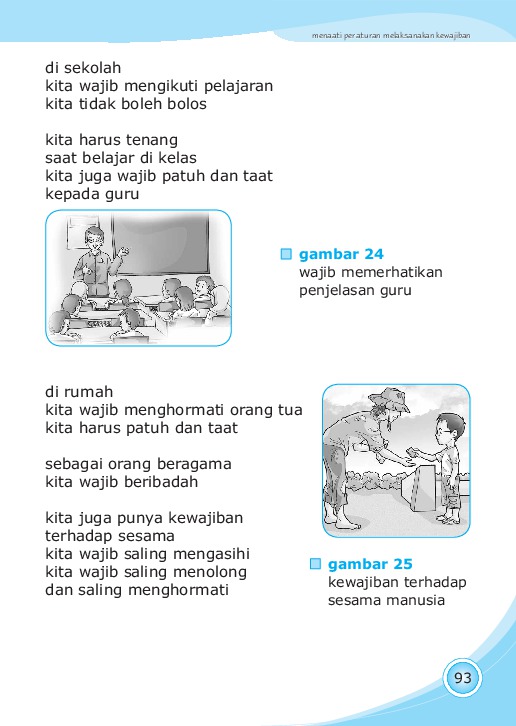 menaati peraturan melaksanakan kewajiban
di sekolah
kita wajib mengikuti pelajaran
kita tidak boleh bolos
kita harus tenang
saat belajar di kelas
kita juga wajib patuh dan taat
kepada guru
gambar 24
wajib memerhatikan
penjelasan guru
di rumah
kita wajib menghormati orang tua
kita harus patuh dan taat
sebagai orang beragama
kita wajib beribadah
kita juga punya kewajiban
terhadap sesama
kita wajib saling mengasihi
kita wajib saling menolong
dan saling menghormati
gambar 25
kewajiban terhadap
sesama manusia
93